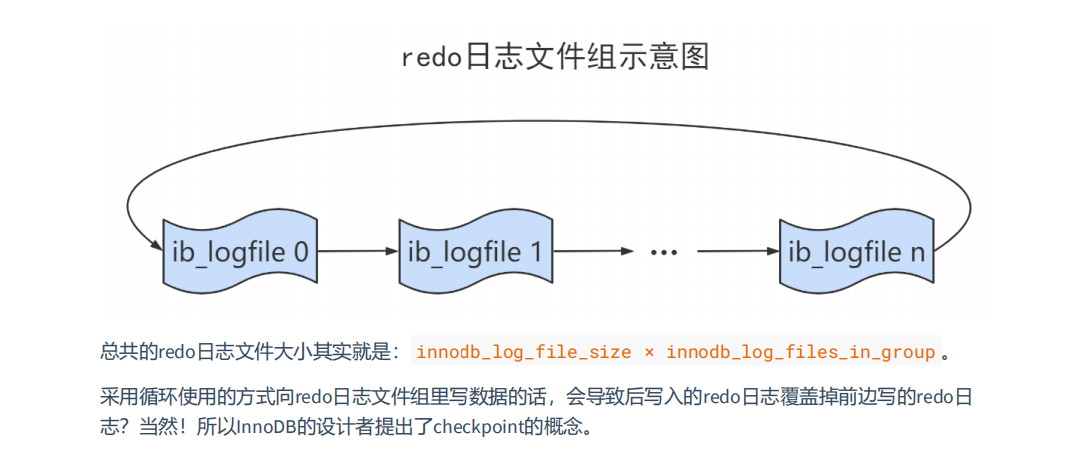 redo日志文件组示意图
ib_logfile 0
ib_logfile 1
...
ib_logfile n
总共的redo日志文件大小其实就是：innodb_log_file_size × innodb_log_files_in_group。
采用循环使用的方式向redo日志文件组里写数据的话，会导致后写入的redo日志覆盖掉前边写的redo日
志？当然！所以InnoDB的设计者提出了checkpoint的概念。